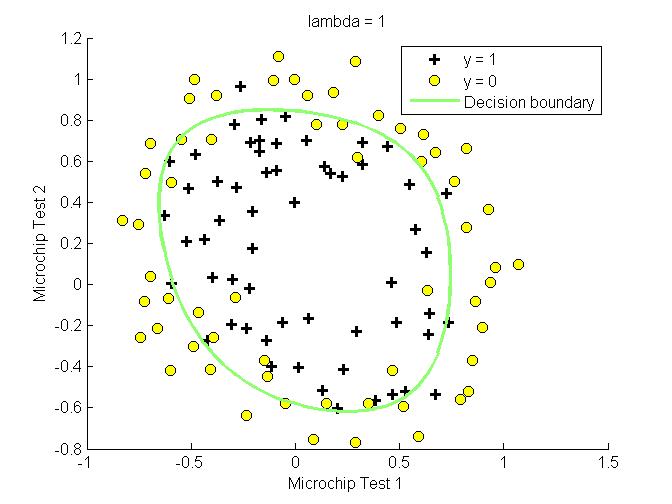 lambda = 1
y = 1
y = 0
Decision boundary
1.2
1
0.8
0.6
0.4
0.2
0
-0.2
-0.4
-0.6
-0.8
Microchip Test 2
-1
-0.5
0
0.5
1
1.5
Microchip Test 1